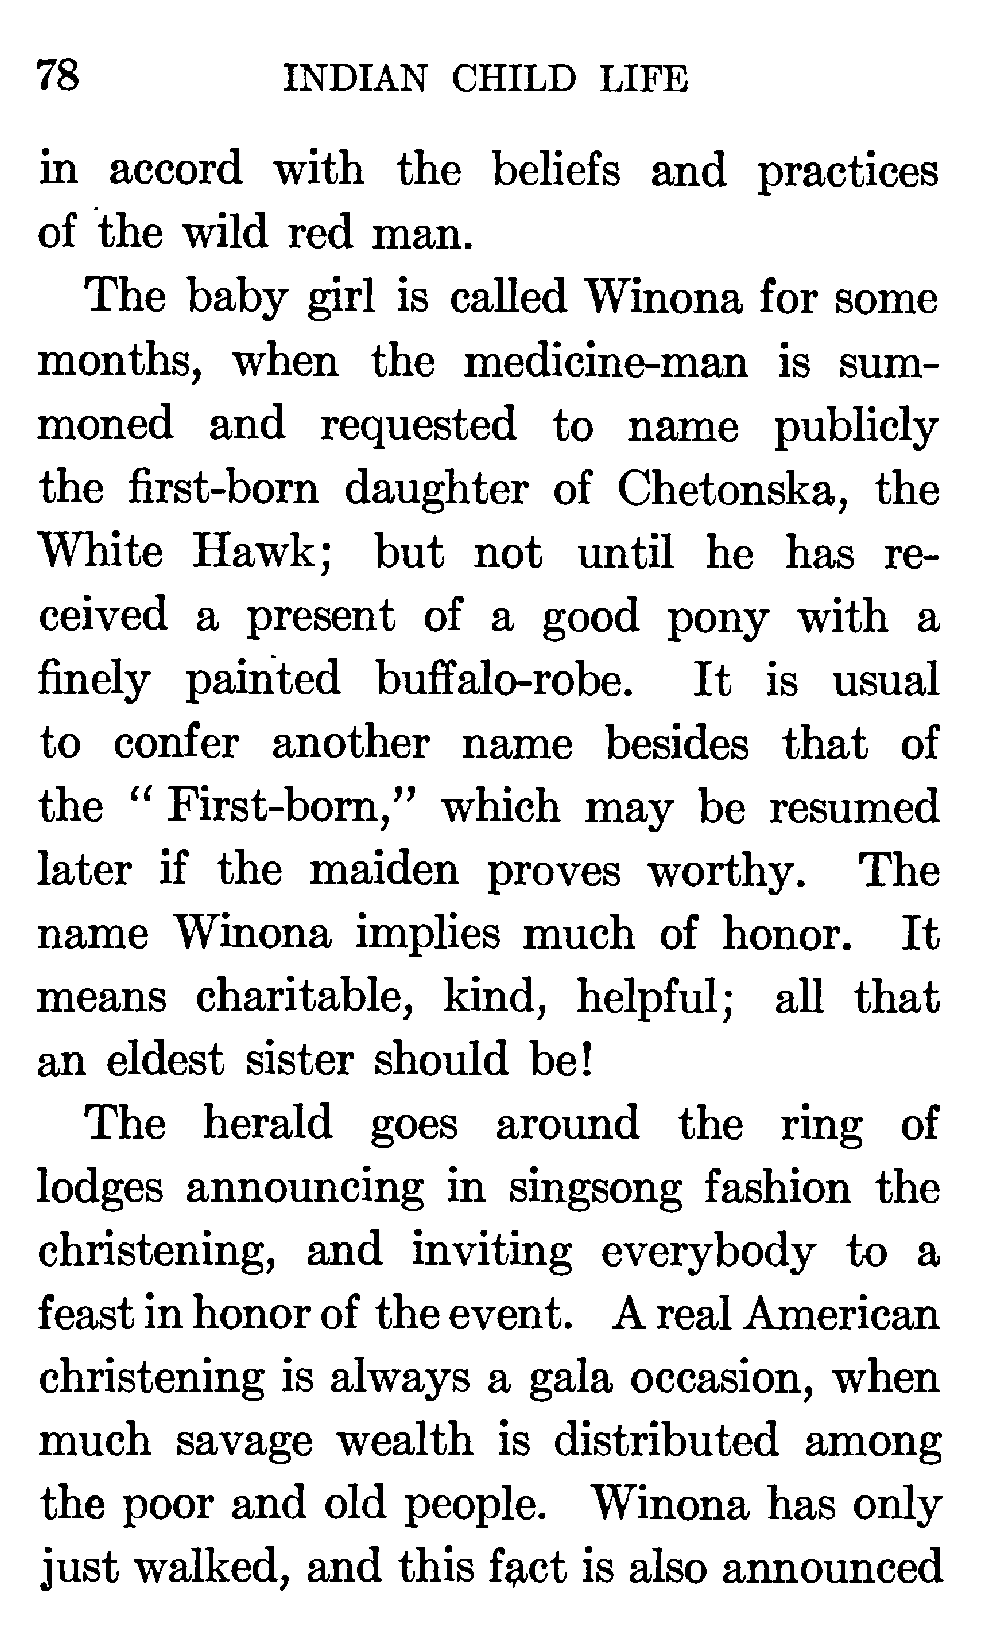 78 INDIAN CHILD LIFE
in accord with the beliefs and practices
of the wild red man.
The baby girl is called Winona for some
months, when the medicine-man is sum-
moned and requested to name publicly
the first-born daughter of Chetonska, the
White Hawk; but not until he has re-
ceived a present of a good pony with a
finely painted buffalo-robe. It is usual
to confer another name besides that of
the “ First-born,” which may be resumed
later if the maiden proves worthy. The
name Winona implies much of honor. It
means charitable, kind, helpful; all that
an eldest sister should be!
The herald goes around the ring of
lodges announcing in singsong fashion the
christening, and inviting everybody to a
feast in honor of the event. A real American
christening is always a gala occasion, when
much savage wealth is distributed among
the poor and old people. Winona has only
just walked, and this fact is also announced